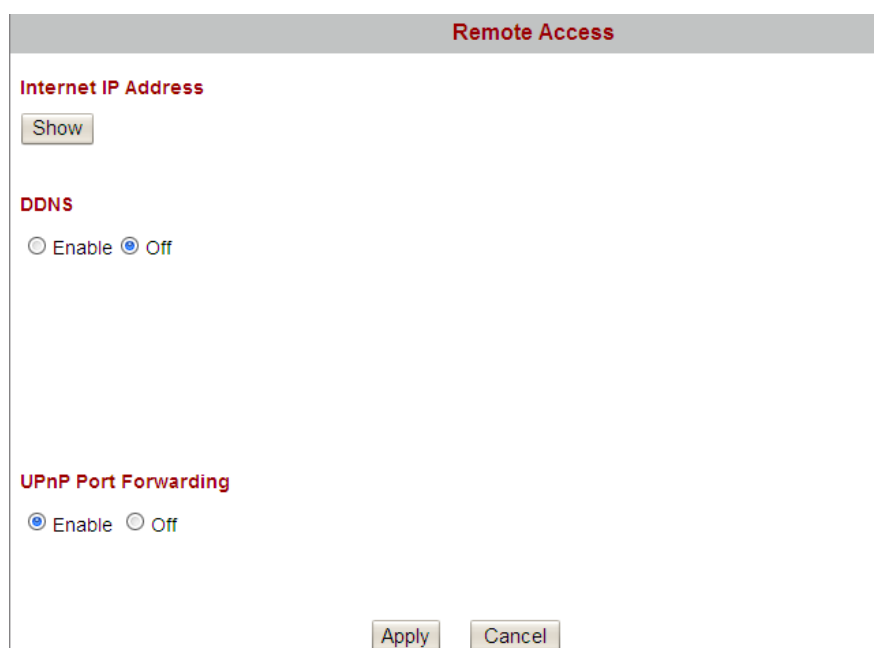 Remote Access
Internet IP Address
Show
DDNS
Enable Off
UPnP Port Forwarding
Enable Off
Apply Cancel